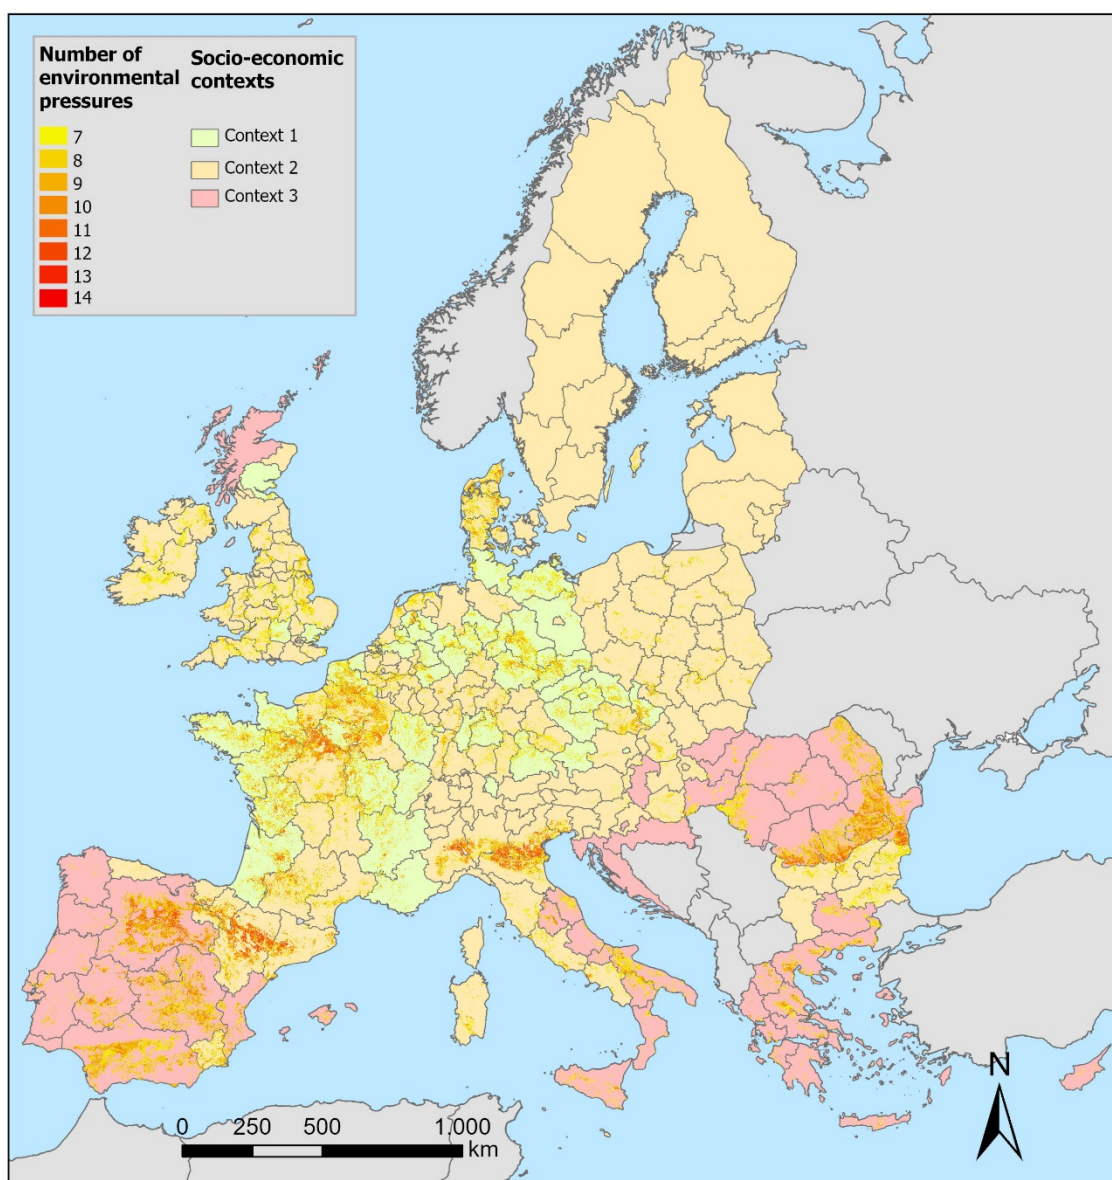 Number of
environmental
pressures
7
8
9
10
11
12
13
14
Socio-economic
contexts
Context 1
Context 2
Context 3
N
0 250 500 1,000
km